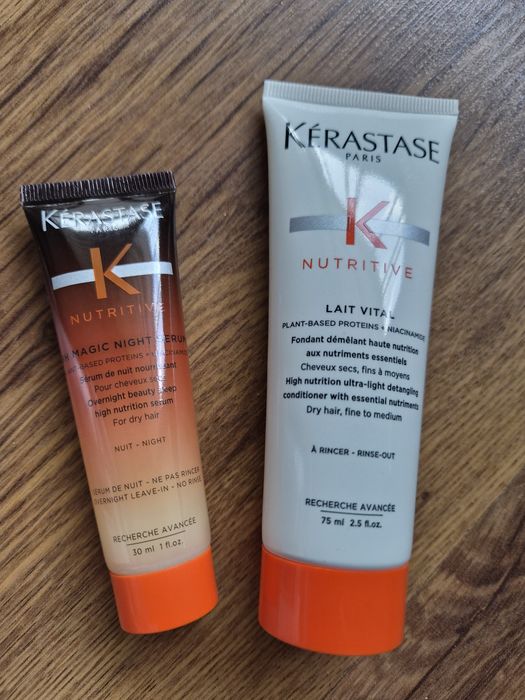 KÉRASTASE
PARIS
K
NUTRITIVE
H MAGIC NIGHT SERUM
PLANT-BASED PROTEINS + NIACINAMIDE
Sérum de nuit nourrissant
Pour cheveux secs
Overnight beauty sleep
high nutrition serum
For dry hair
NUIT - NIGHT
SÉRUM DE NUIT - NE PAS RINCER
OVERNIGHT LEAVE-IN - NO RINSE
RECHERCHE AVANCÉE
30 ml 1 fl.oz.
KÉRASTASE
PARIS
K
NUTRITIVE
LAIT VITAL
PLANT-BASED PROTEINS + NIACINAMIDE
Fondant démêlant haute nutrition
aux nutriments essentiels
Cheveux secs, fins à moyens
High nutrition ultra-light detangling
conditioner with essential nutriments
Dry hair, fine to medium
À RINCER - RINSE-OUT
RECHERCHE AVANCÉE
75 ml 2.5 fl.oz.